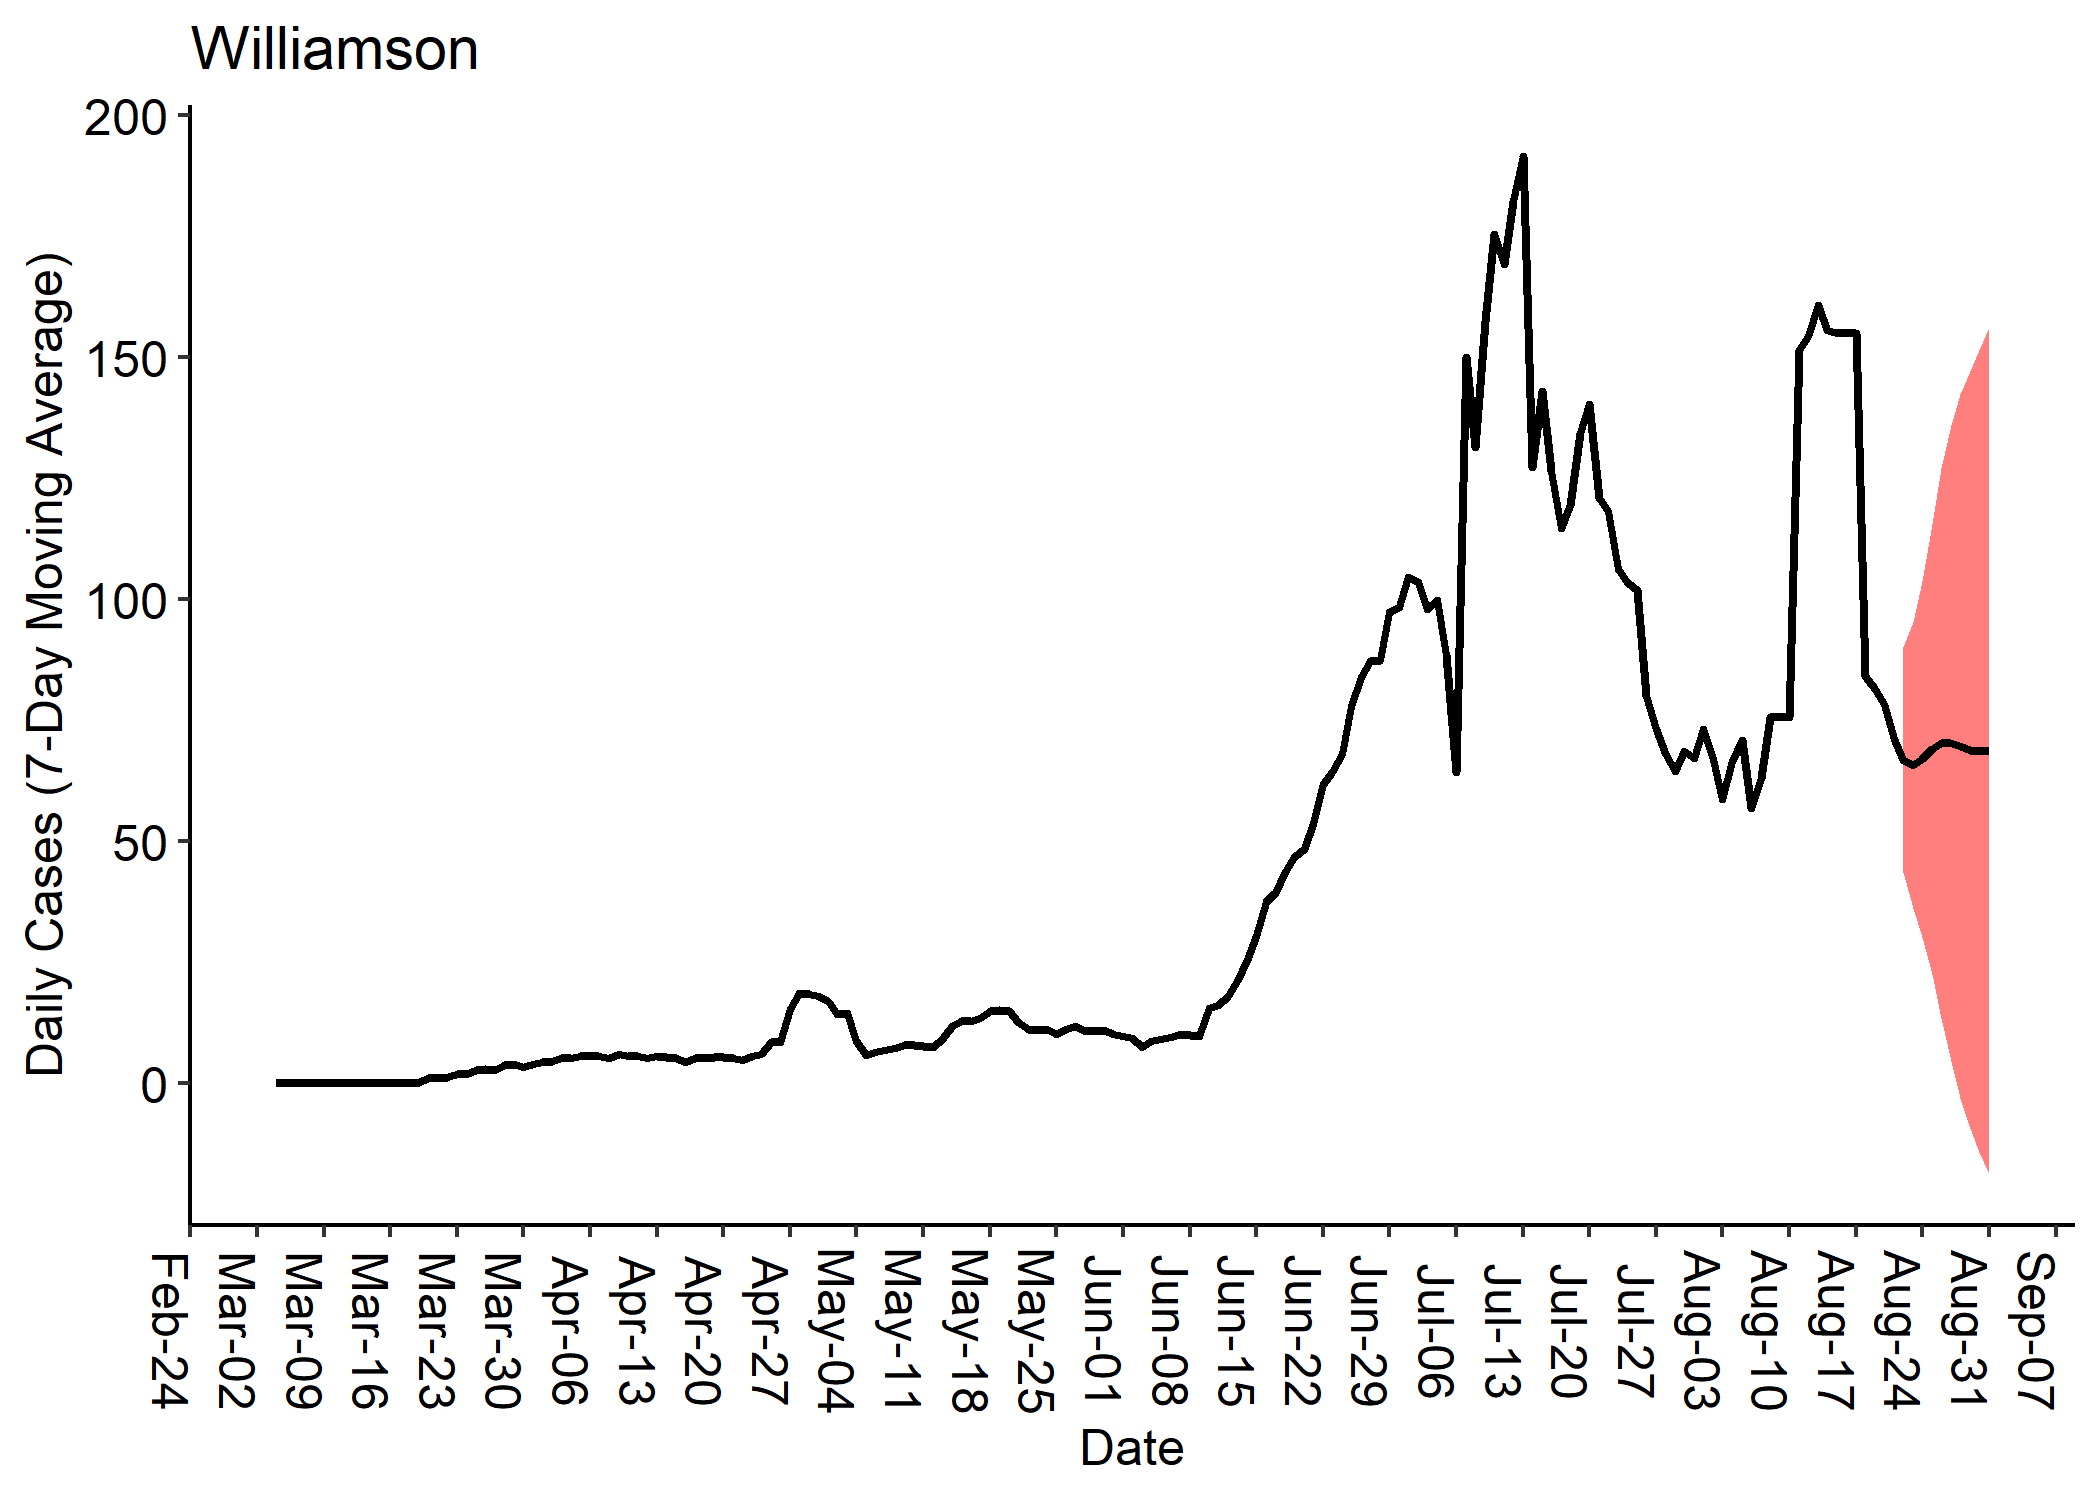 Williamson
Daily Cases (7-Day Moving Average)
200
150
100
50
0
Feb-24
Mar-02
Mar-09
Mar-16
Mar-23
Mar-30
Apr-06
Apr-13
Apr-20
Apr-27
May-04
May-11
May-18
May-25
Jun-01
Jun-08
Jun-15
Jun-22
Jun-29
Jul-06
Jul-13
Jul-20
Jul-27
Aug-03
Aug-10
Aug-17
Aug-24
Aug-31
Sep-07
Date